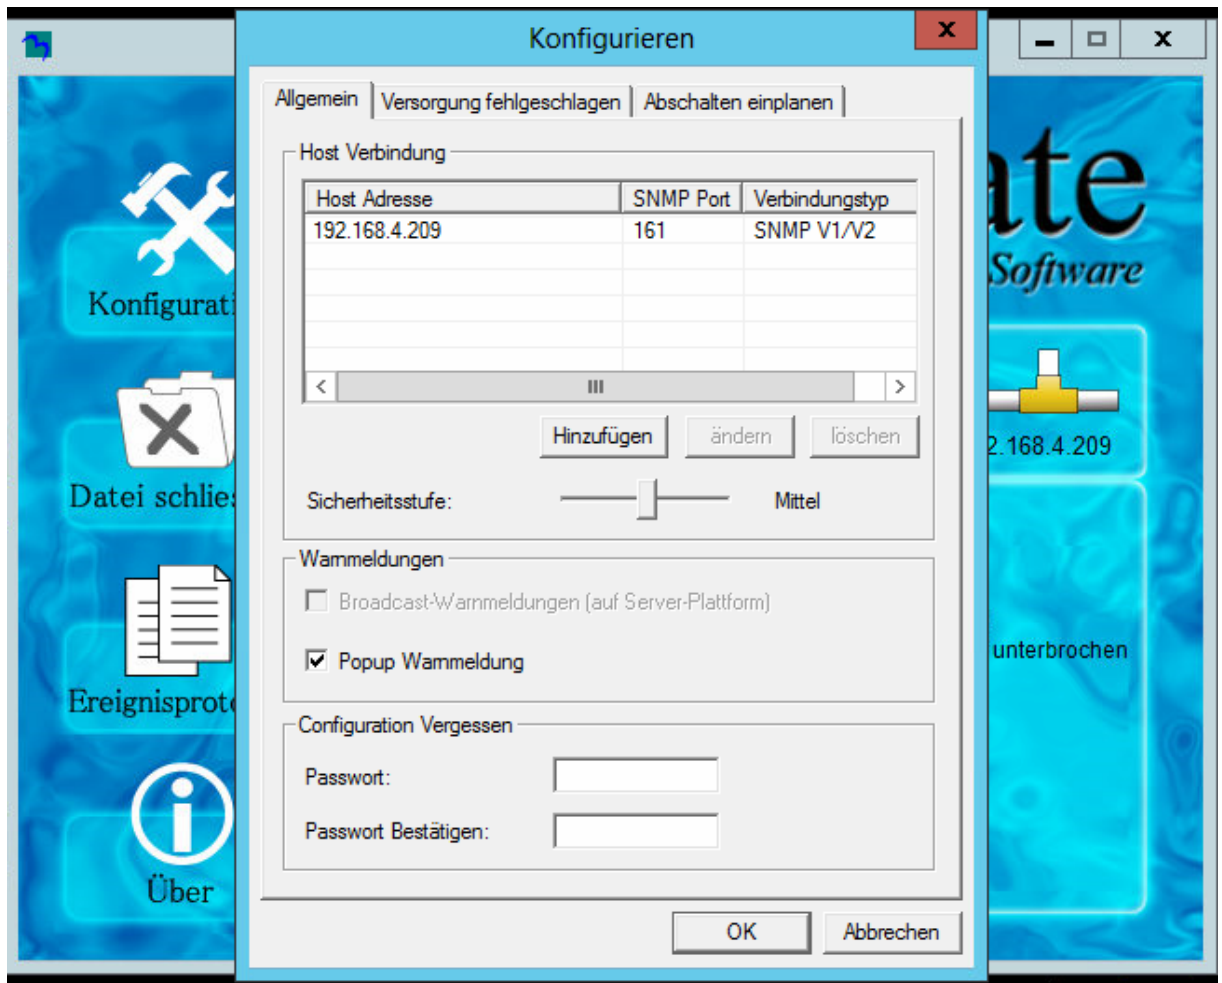 Konfigurieren
Allgemein
Versorgung fehlgeschlagen
Abschalten einplanen
Host Verbindung
Host Adresse SNMP Port Verbindungstyp
192.168.4.209 161 SNMP V1/V2
Hinzufügen ändern löschen
Sicherheitsstufe: Mittel
Warnmeldungen
Broadcast-Warnmeldungen (auf Server-Plattform)
Popup Warnmeldung
Configuration Vergessen
Passwort:
Passwort Bestätigen:
OK Abbrechen
Konfigurati
Datei schlie
Ereignisprot
Über
ate
Software
2.168.4.209
unterbrochen